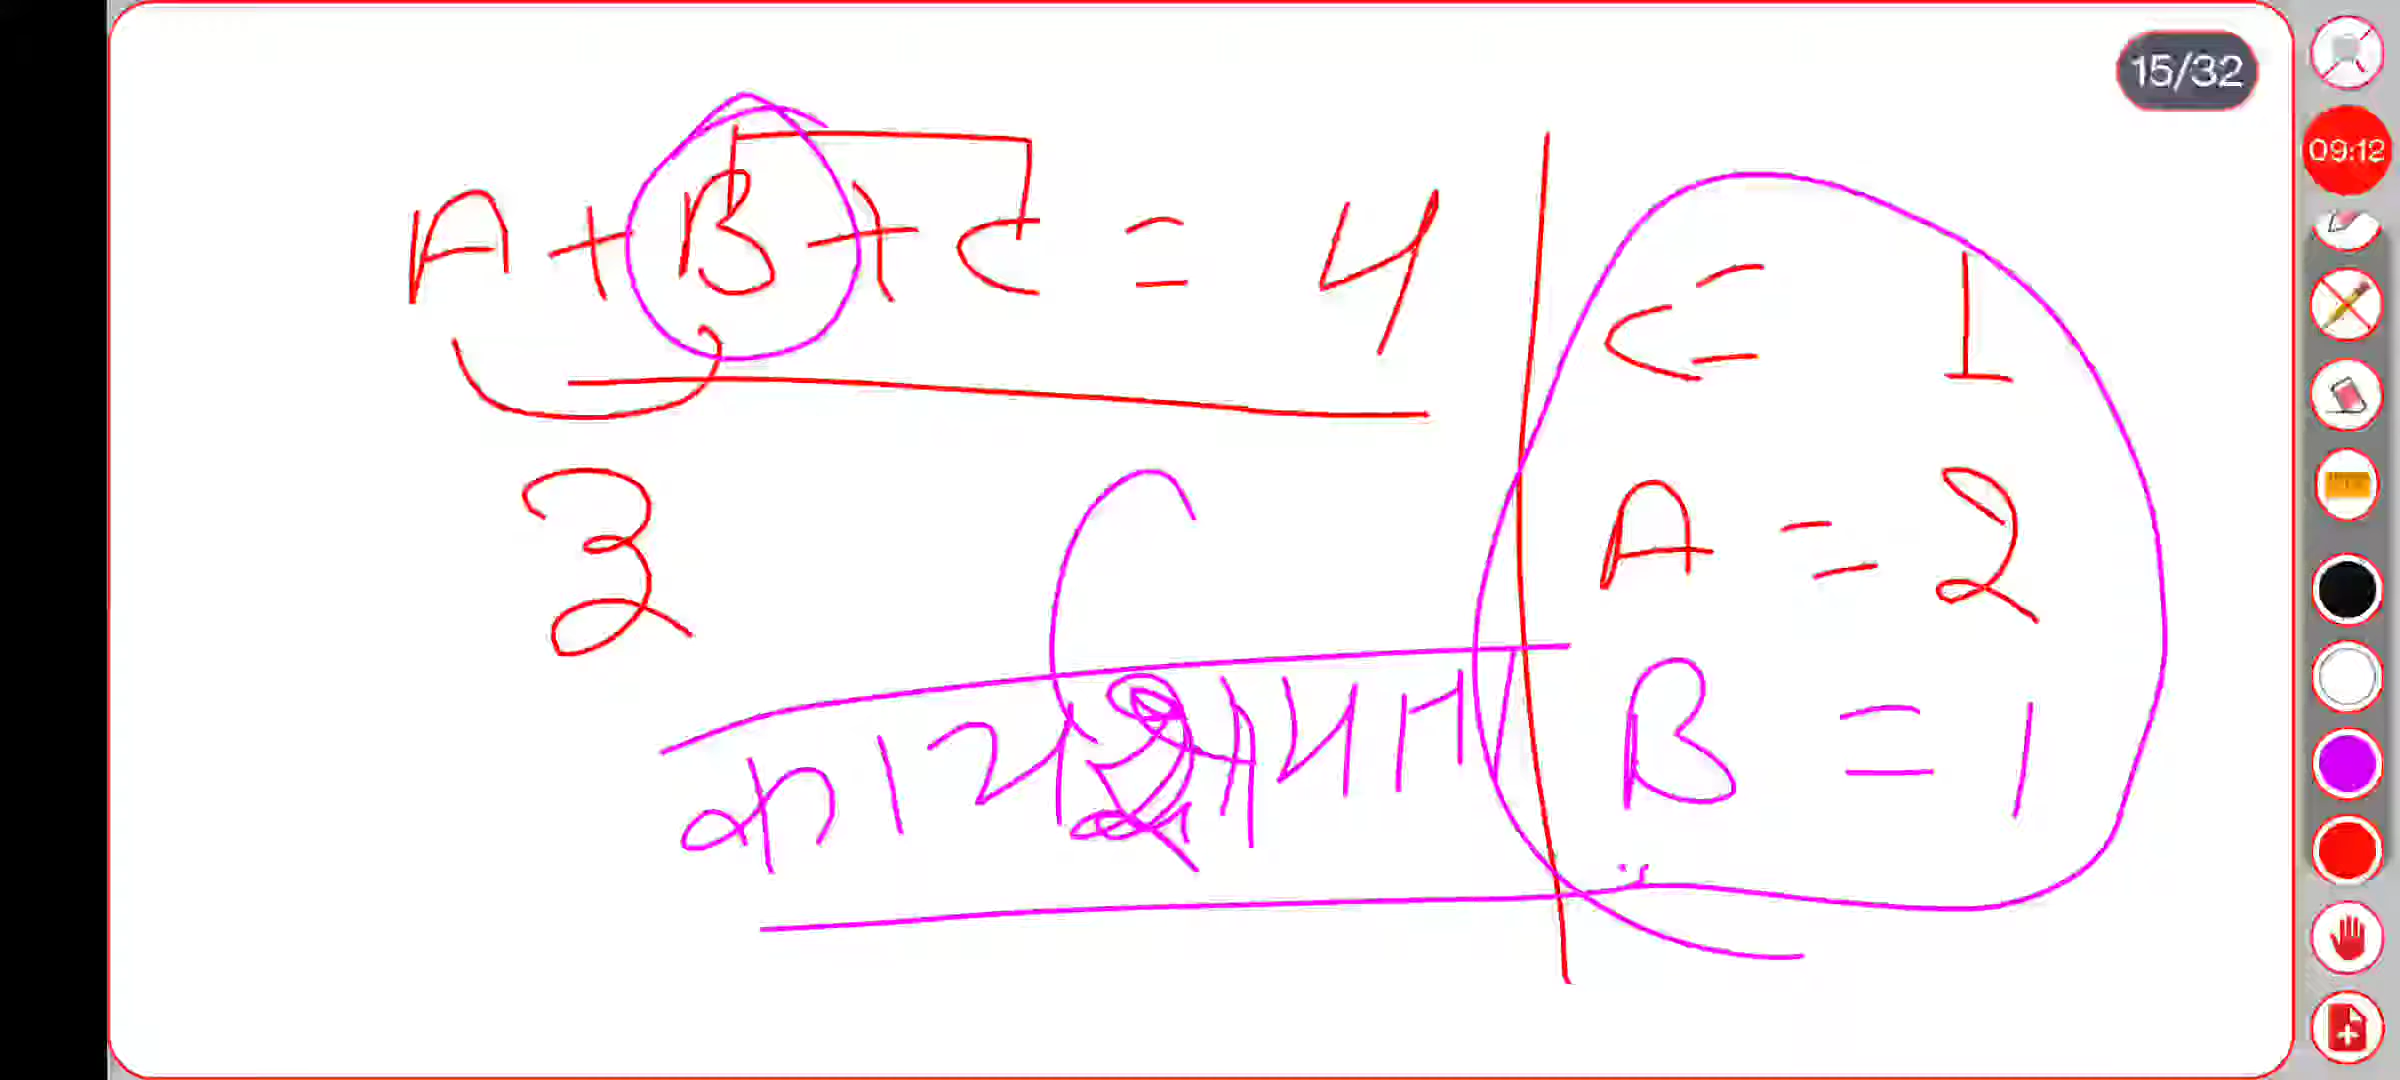 15/32
09:12
A+B+C = 4
C = 1
3
A = 2
B = 1